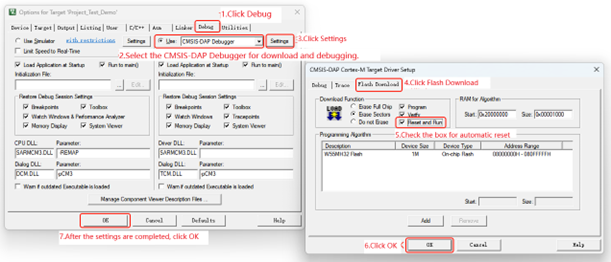 Options for Target 'Project_Test_Demo'
1.Click Debug
Device | Target | Output | Listing | User | C/C++ | Asm | Linker | Debug | Utilities
Use Simulator with restrictions Settings
Use: CMSIS-DAP Debugger Settings
3.Click Settings
Limit Speed to Real-Time
2.Select the CMSIS-DAP Debugger for download and debugging.
Load Application at Startup Run to main()
Load Application at Startup Run to main()
Initialization File:
Initialization File:
... Edit...
... Edit...
Restore Debug Session Settings
Restore Debug Session Settings
Breakpoints Toolbox
Breakpoints Toolbox
Watch Windows & Performance Analyzer
Watch Windows Tracepoints
Memory Display System Viewer
Memory Display System Viewer
CPU DLL: Parameter:
Driver DLL: Parameter:
SARMCM3.DLL -REMAP
SARMCM3.DLL
Dialog DLL: Parameter:
Dialog DLL: Parameter:
DCM.DLL -pCM3
TCM.DLL -pCM3
Warn if outdated Executable is loaded
Warn if outdated Executable is loaded
Manage Component Viewer Description Files ...
OK Cancel Defaults Help
7.After the settings are completed, click OK
CMSIS-DAP Cortex-M Target Driver Setup
Debug | Trace | Flash Download
4.Click Flash Download
Download Function
RAM for Algorithm
LOAD
Erase Full Chip Program
Erase Sectors Verify
Do not Erase Reset and Run
Start: 0x20000000 Size: 0x00001000
5.Check the box for automatic reset
Programming Algorithm
Description Device Size Device Type Address Range
W55MH32 Flash 1M On-chip Flash 08000000H - 080FFFFFH
Start: Size:
Add Remove
6.Click OK
OK Cancel Help